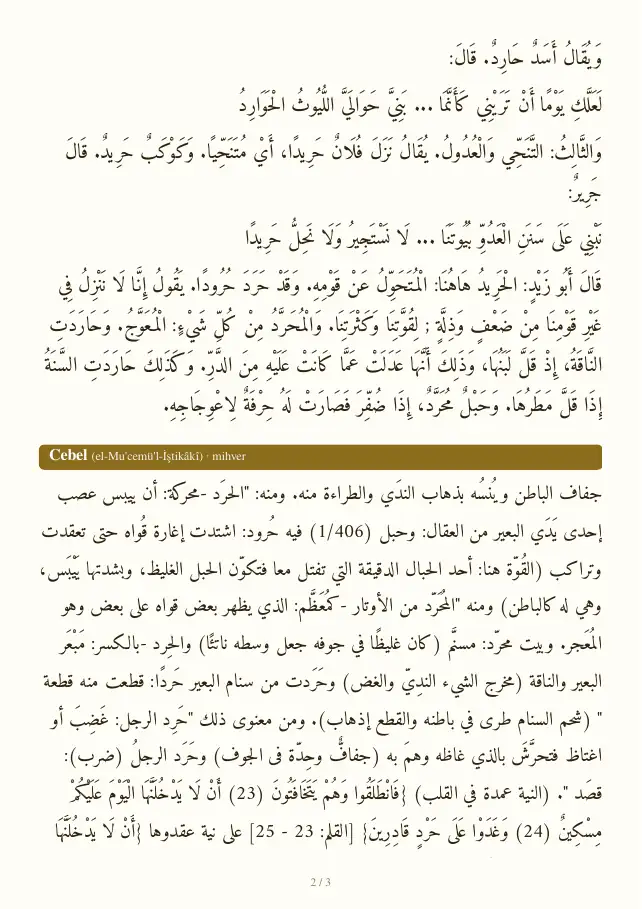 وَيُقَالُ أَسَدٌ حَارِدٌ. قَالَ:
لَعَلَّكِ يَوْمًا أَنْ تَرَيْنِي كَأَنَّمَا ... بَنِيَّ حَوَالَيَّ اللُّيُوثُ الْحَوَارِدُ
وَالثَّالِثُ: التَّنَحِّي وَالْعُدُولُ. يُقَالُ نَزَلَ فُلَانٌ حَرِيدًا، أَيْ مُتَنَحِّيًا. وَكَوْكَبٌ حَرِيدٌ. قَالَ
جَرِيرٌ:
نَبْنِي عَلَى سَنَنِ الْعَدُوِّ بُيُوتَنَا ... لَا نَسْتَجِيرُ وَلَا نَحِلُّ حَرِيدًا
قَالَ أَبُو زَيْدٍ: الْحَرِيدُ هَاهُنَا: الْمُتَحَوِّلُ عَنْ قَوْمِهِ. وَقَدْ حَرَدَ حُرُودًا. يَقُولُ إِنَّا لَا نَنْزِلُ فِي
غَيْرِ قَوْمِنَا مِنْ ضَعْفٍ وَذِلَّةٍ ; لِقُوَّتِنَا وَكَثْرَتِنَا. وَالْمُحَرَّدُ مِنْ كُلِّ شَيْءٍ: الْمُعَوَّجُ. وَحَارَدَتِ
النَّاقَةُ، إِذْ قَلَّ لَبَنُهَا، وَذَلِكَ أَنَّهَا عَدَلَتْ عَمَّا كَانَتْ عَلَيْهِ مِنَ الدَّرِّ. وَكَذَلِكَ حَارَدَتِ السَّنَةُ
إِذَا قَلَّ مَطَرُهَا. وَحَبْلٌ مُحَرَّدٌ، إِذَا ضُفِّرَ فَصَارَتْ لَهُ حِرْفَةٌ لِاعْوِجَاجِهِ.
Cebel (el-Mu'cemü'l-İştikâkî) · mihver
جفاف الباطن ويُنسُه بذهاب الندَي والطراءة منه. ومنه: "الحرَد -محركة: أن ييبس عصب
إحدى يَدَي البعير من العقال: وحبل (1/406) فيه حُرود: اشتدت إغارة قُواه حتى تعقدت
وتراكب (القُوّة هنا: أحد الحبال الدقيقة التي تفتل معا فتكوّن الحبل الغليظ، وبشدتها يَيْبَس،
وهي له كالباطن) ومنه "المُحَرّد من الأوتار -كمُعَظَّم: الذي يظهر بعض قواه على بعض وهو
المُعَجر. وبيت محرّد: مسنَّم (كان غليظًا في جوفه جعل وسطه ناتئًا) والحِرد -بالكسر: مَبْعَر
البعير والناقة (مخرج الشيء الندِيّ والغض) وحَرَدت من سنام البعير حَردًا: قطعت منه قطعة
" (شحم السنام طرى في باطنه والقطع إذهاب). ومن معنوى ذلك "حَرِد الرجل: غَضِبَ أو
اغتاظ فتحرَّشَ بالذي غاظه وهمَ به (جفافٌ وحِدّة فى الجوف) وحَرَد الرجلُ (ضرب):
قصَد ". (النية عمدة في القلب) {فَانْطَلَقُوا وَهُمْ يَتَخَافَتُونَ (23) أَنْ لَا يَدْخُلَنَّهَا الْيَوْمَ عَلَيْكُمْ
مِسْكِينٌ (24) وَغَدَوْا عَلَى حَرْدٍ قَادِرِينَ} [القلم: 23 - 25] على نية عقدوها {أَنْ لَا يَدْخُلَنَّهَا
2 / 3